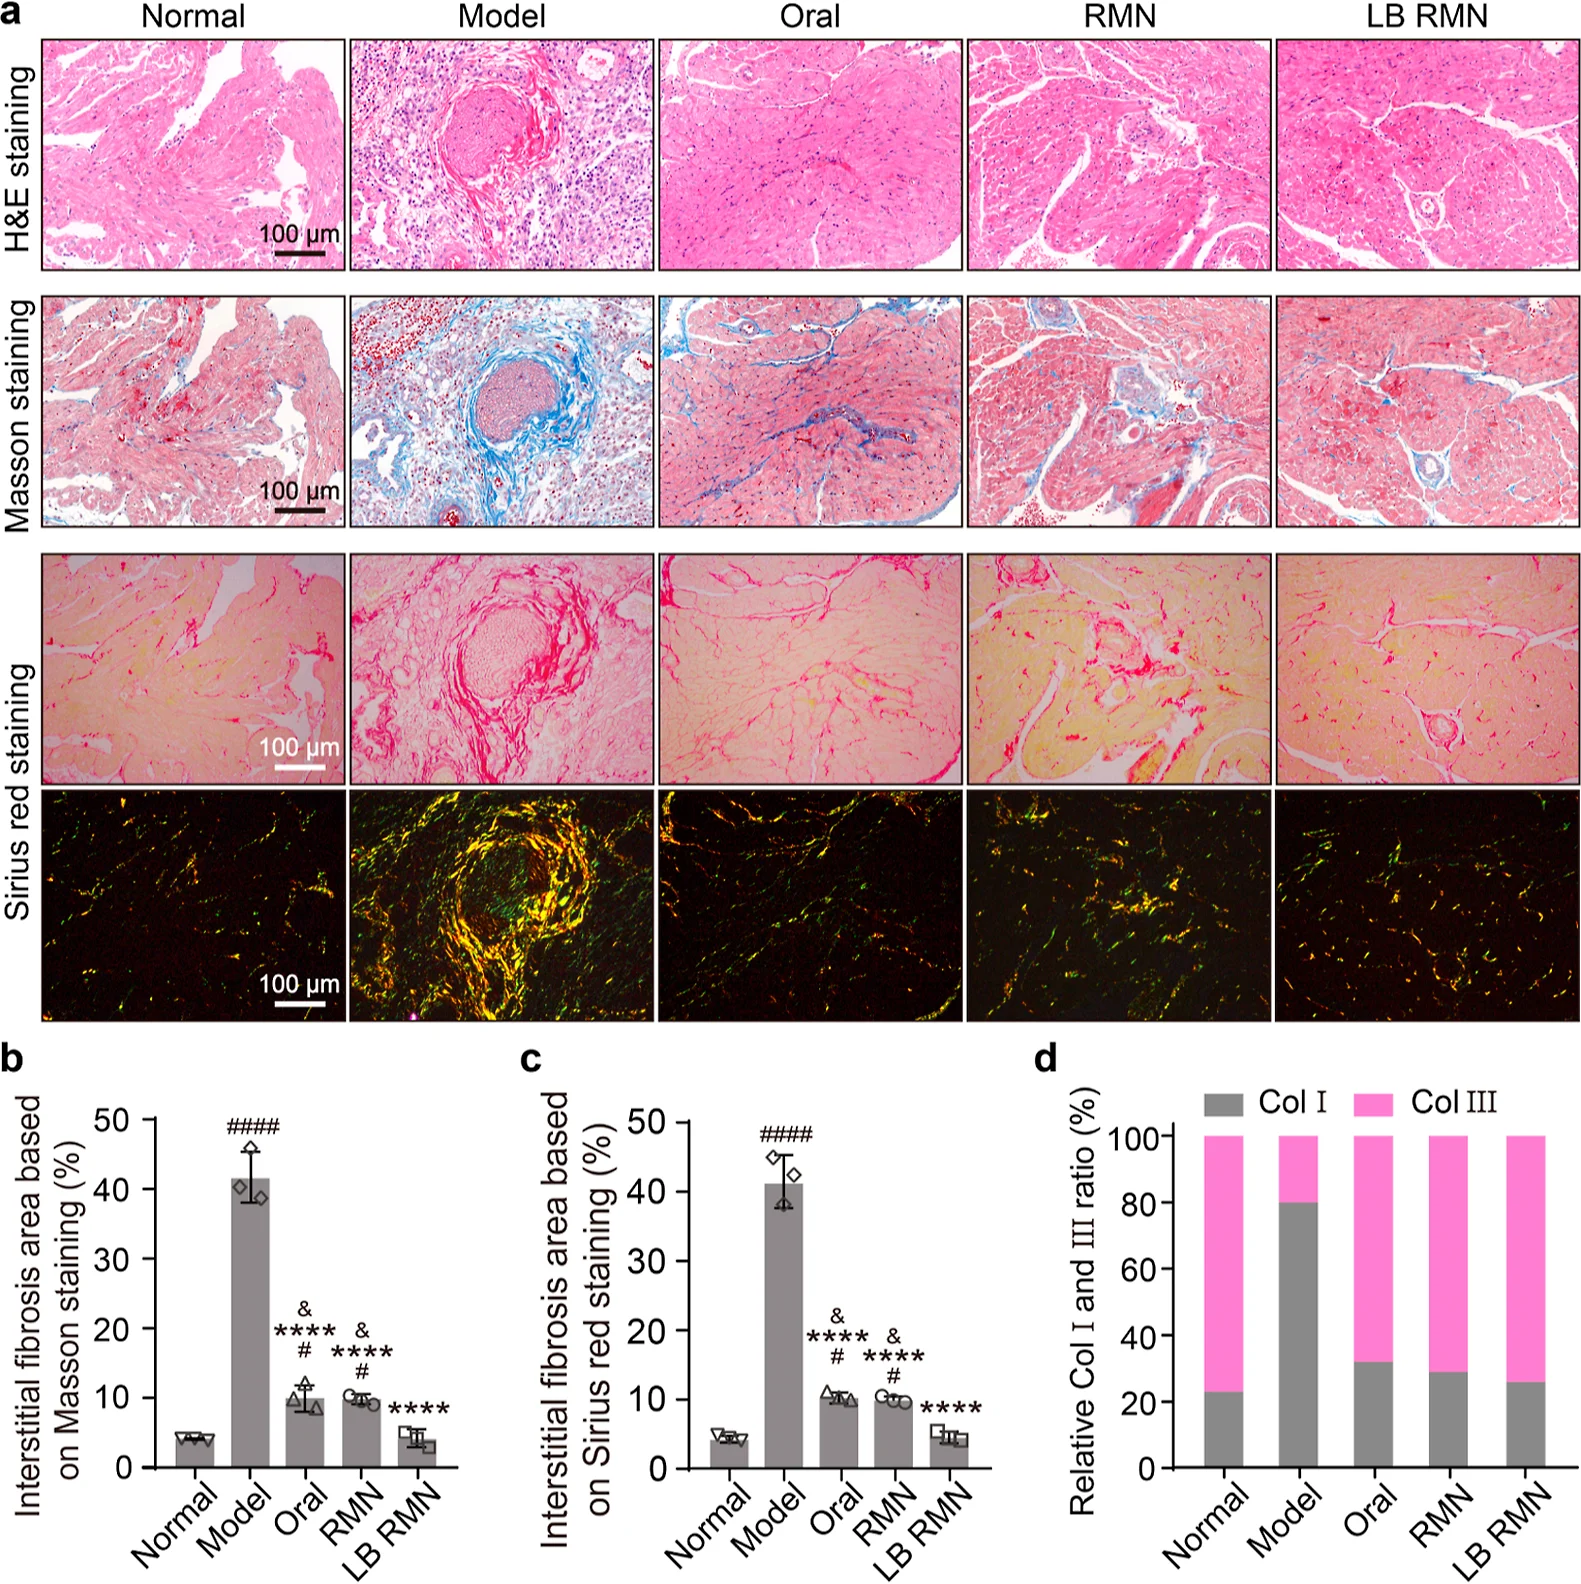 a
Normal
Model
Oral
RMN
LB RMN
H&E staining
100 µm
Masson staining
100 µm
Sirius red staining
100 µm
100 µm
b
Interstitial fibrosis area based
on Masson staining (%)
50
40
30
20
10
0
####
&
****
#
&
****
#
****
Normal
Model
Oral
RMN
LB RMN
c
Interstitial fibrosis area based
on Sirius red staining (%)
50
40
30
20
10
0
####
&
****
#
&
****
#
****
Normal
Model
Oral
RMN
LB RMN
d
Col I
Col III
Relative Col I and III ratio (%)
100
80
60
40
20
0
Normal
Model
Oral
RMN
LB RMN